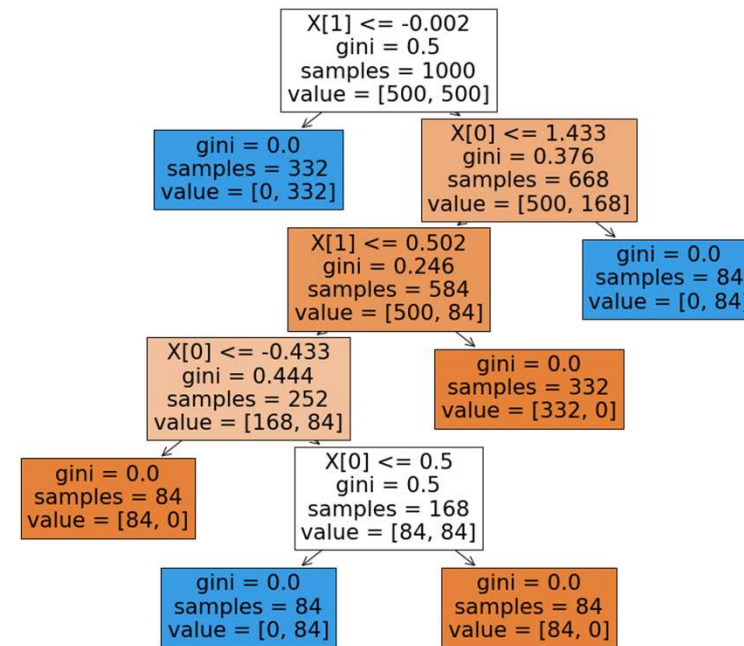 X[1] <= -0.002
gini = 0.5
samples = 1000
value = [500, 500]
gini = 0.0
samples = 332
value = [0, 332]
X[0] <= 1.433
gini = 0.376
samples = 668
value = [500, 168]
X[1] <= 0.502
gini = 0.246
samples = 584
value = [500, 84]
gini = 0.0
samples = 84
value = [0, 84]
X[0] <= -0.433
gini = 0.444
samples = 252
value = [168, 84]
gini = 0.0
samples = 332
value = [332, 0]
gini = 0.0
samples = 84
value = [84, 0]
X[0] <= 0.5
gini = 0.5
samples = 168
value = [84, 84]
gini = 0.0
samples = 84
value = [0, 84]
gini = 0.0
samples = 84
value = [84, 0]